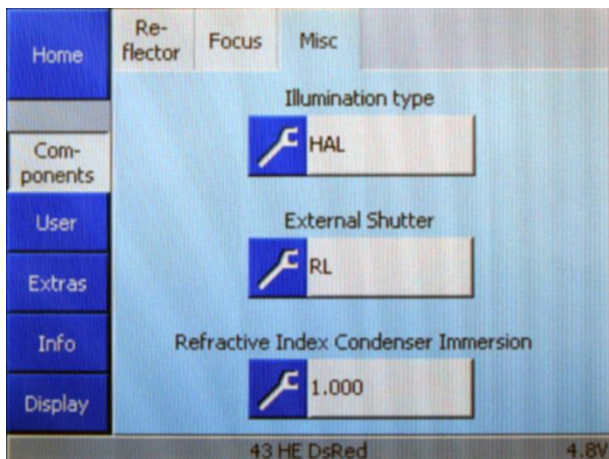 Home
Re-
flector
Focus
Misc
Com-
ponents
User
Extras
Info
Display
Illumination type
HAL
External Shutter
RL
Refractive Index Condenser Immersion
1.000
43 HE DsRed
4.8V